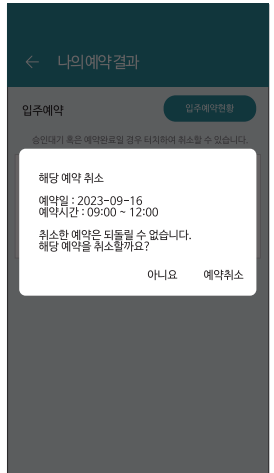 나의 예약 결과
입주예약
입주예약현황
승인대기 혹은 예약완료일 경우 터치하여 취소할 수 있습니다.
해당 예약 취소
예약일 : 2023-09-16
예약시간 : 09:00 ~ 12:00
취소한 예약은 되돌릴 수 없습니다.
해당 예약을 취소할까요?
아니요
예약취소